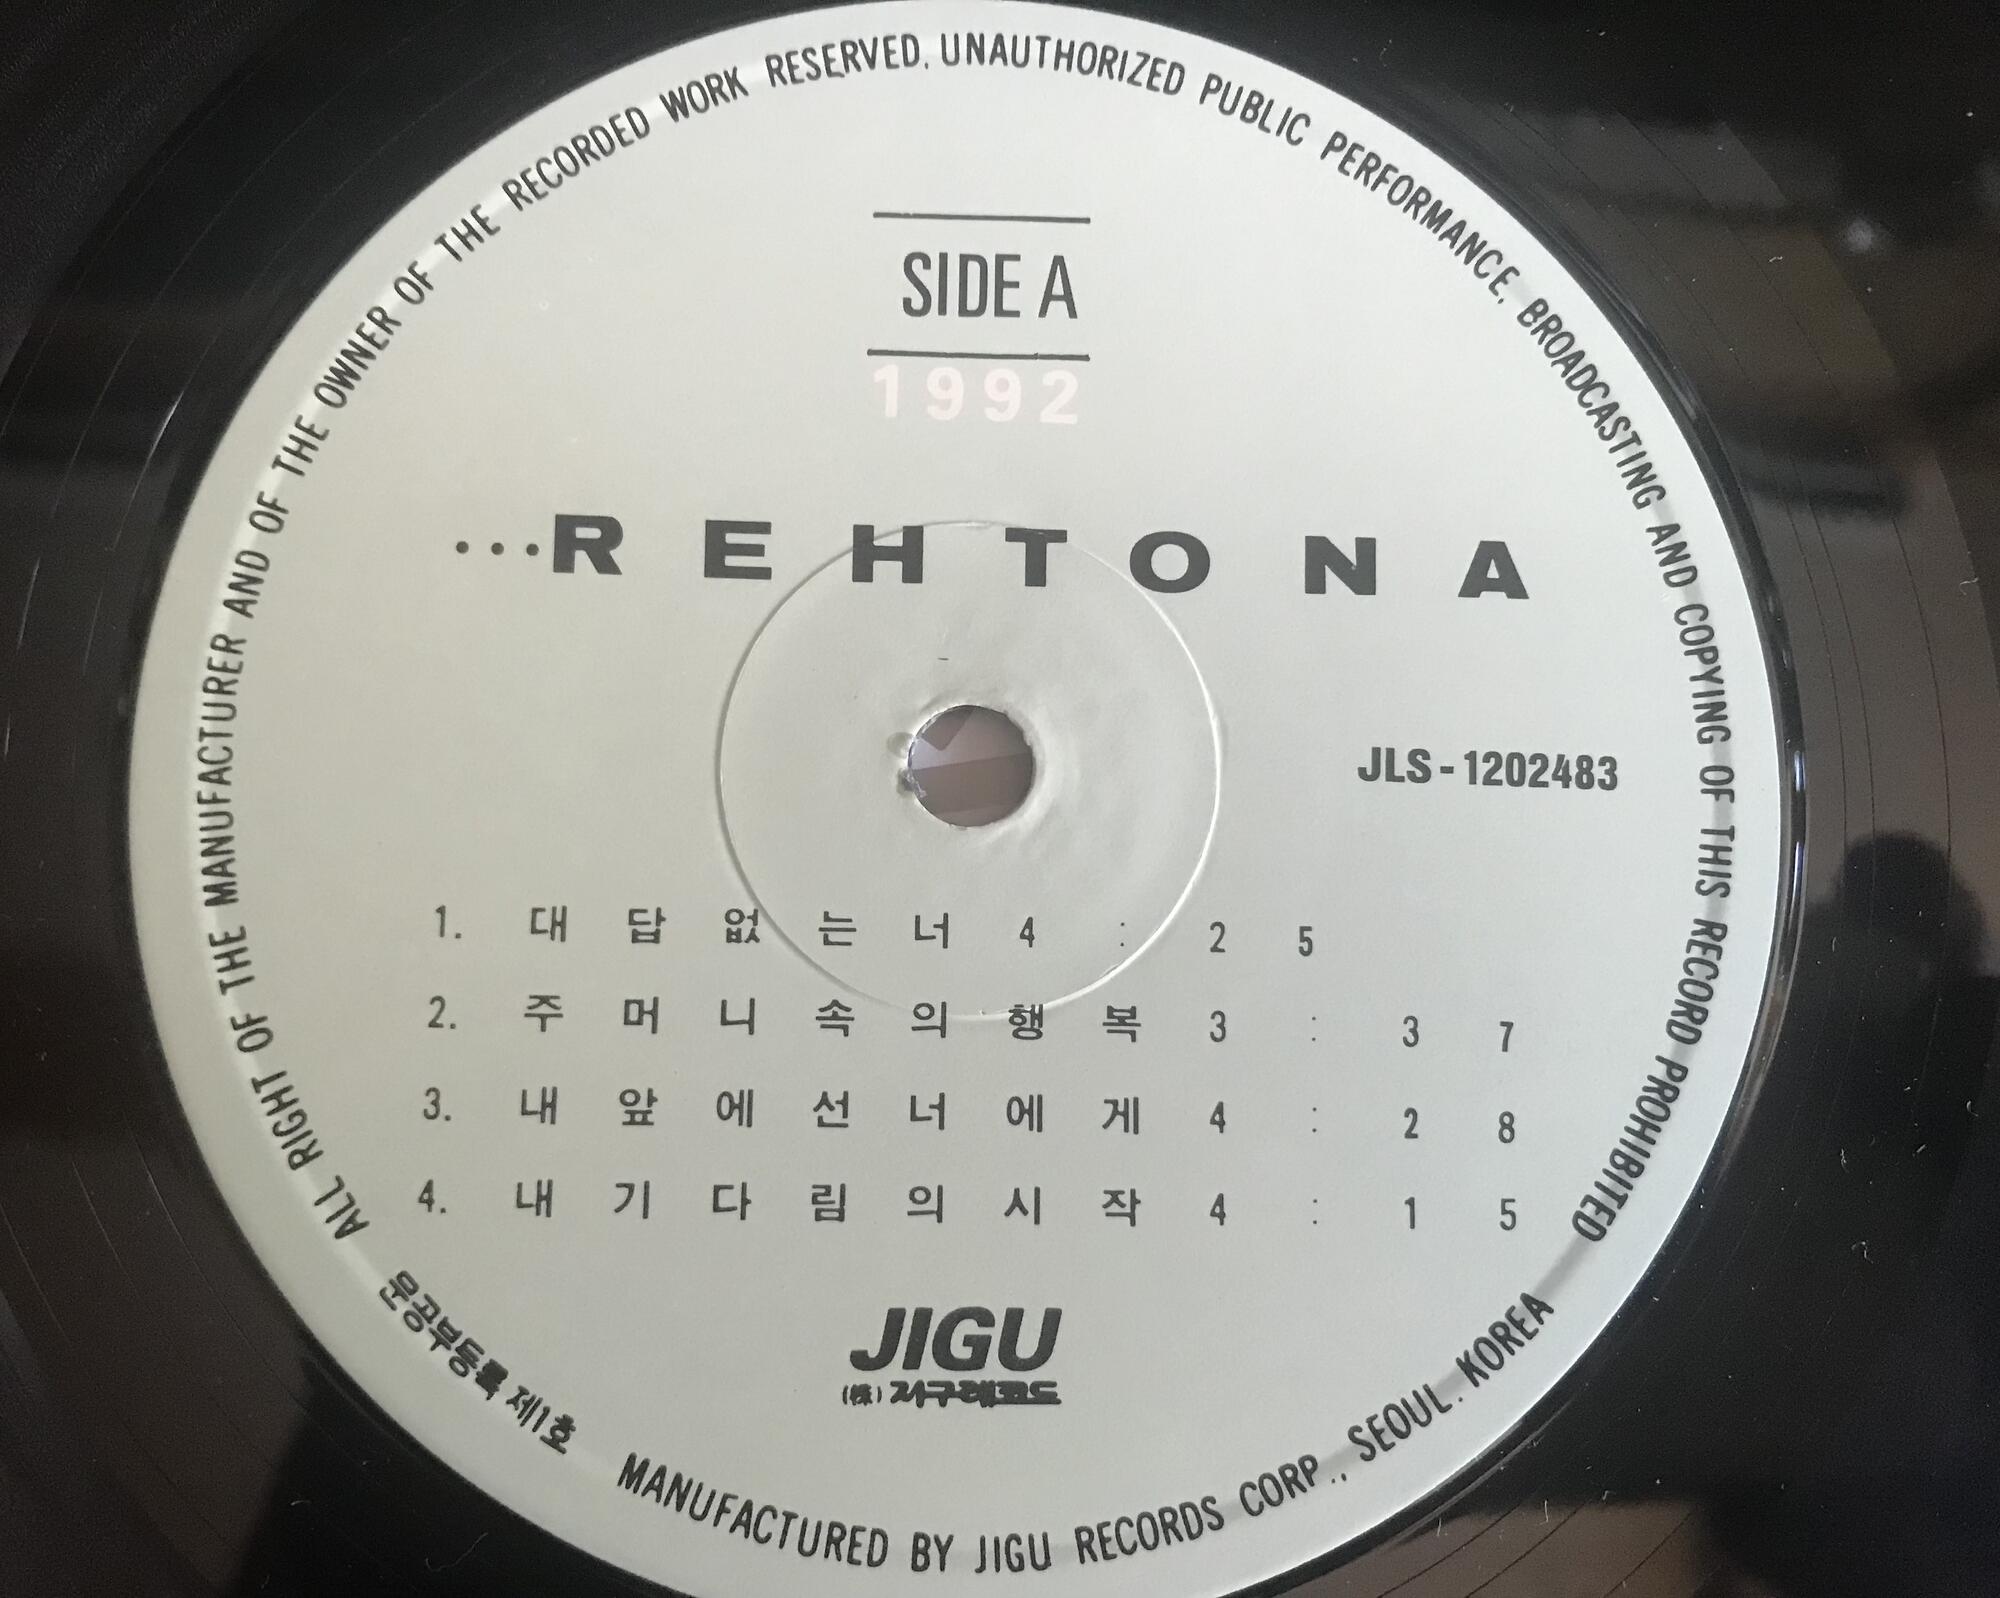 SIDE A
1992
...REHTONA
JLS-1202483
1. 대답없는너 4:25
2. 주머니속의행복 3:37
3. 내앞에선너에게 4:28
4. 내기다림의시작 4:15
JIGU
(株) 지구레코드
ALL RIGHT OF THE MANUFACTURER AND OF THE OWNER OF THE RECORDED WORK RESERVED. UNAUTHORIZED PUBLIC PERFORMANCE, BROADCASTING AND COPYING OF THIS RECORD PROHIBITED
문공부등록 제1호 MANUFACTURED BY JIGU RECORDS CORP., SEOUL. KOREA